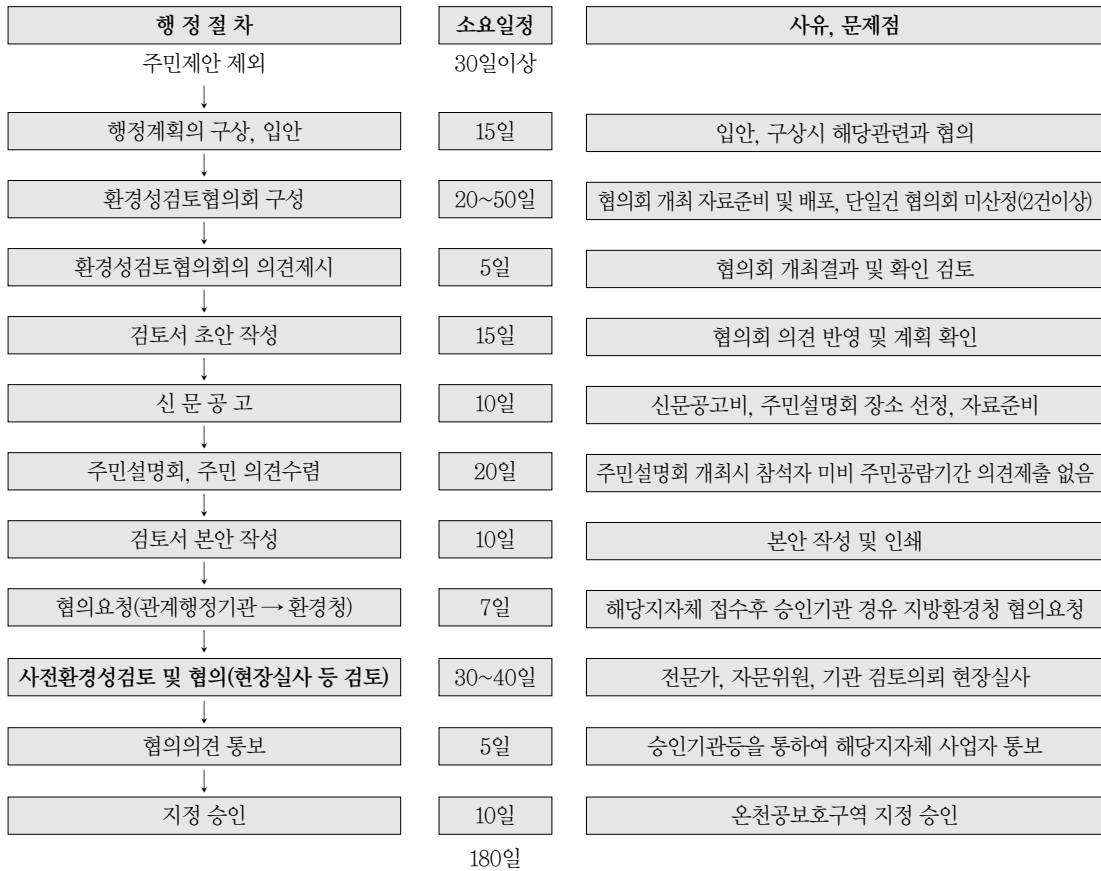 행 정 절 차 소요일정 사유, 문제점
주민제안 제외 30일이상
행정계획의 구상, 입안 15일 입안, 구상시 해당관련과 협의
환경성검토협의회 구성 20~50일 협의회 개최 자료준비 및 배포, 단일건 협의회 미산정(2건이상)
환경성검토협의회의 의견제시 5일 협의회 개최결과 및 확인 검토
검토서 초안 작성 15일 협의회 의견 반영 및 계획 확인
신 문 공 고 10일 신문공고비, 주민설명회 장소 선정, 자료준비
주민설명회, 주민 의견수렴 20일 주민설명회 개최시 참석자 미비 주민공람기간 의견제출 없음
검토서 본안 작성 10일 본안 작성 및 인쇄
협의요청(관계행정기관 → 환경청) 7일 해당지자체 접수후 승인기관 경유 지방환경청 협의요청
사전환경성검토 및 협의(현장실사 등 검토) 30~40일 전문가, 자문위원, 기관 검토의뢰 현장실사
협의의견 통보 5일 승인기관등을 통하여 해당지자체 사업자 통보
지정 승인 10일 온천공보호구역 지정 승인
180일